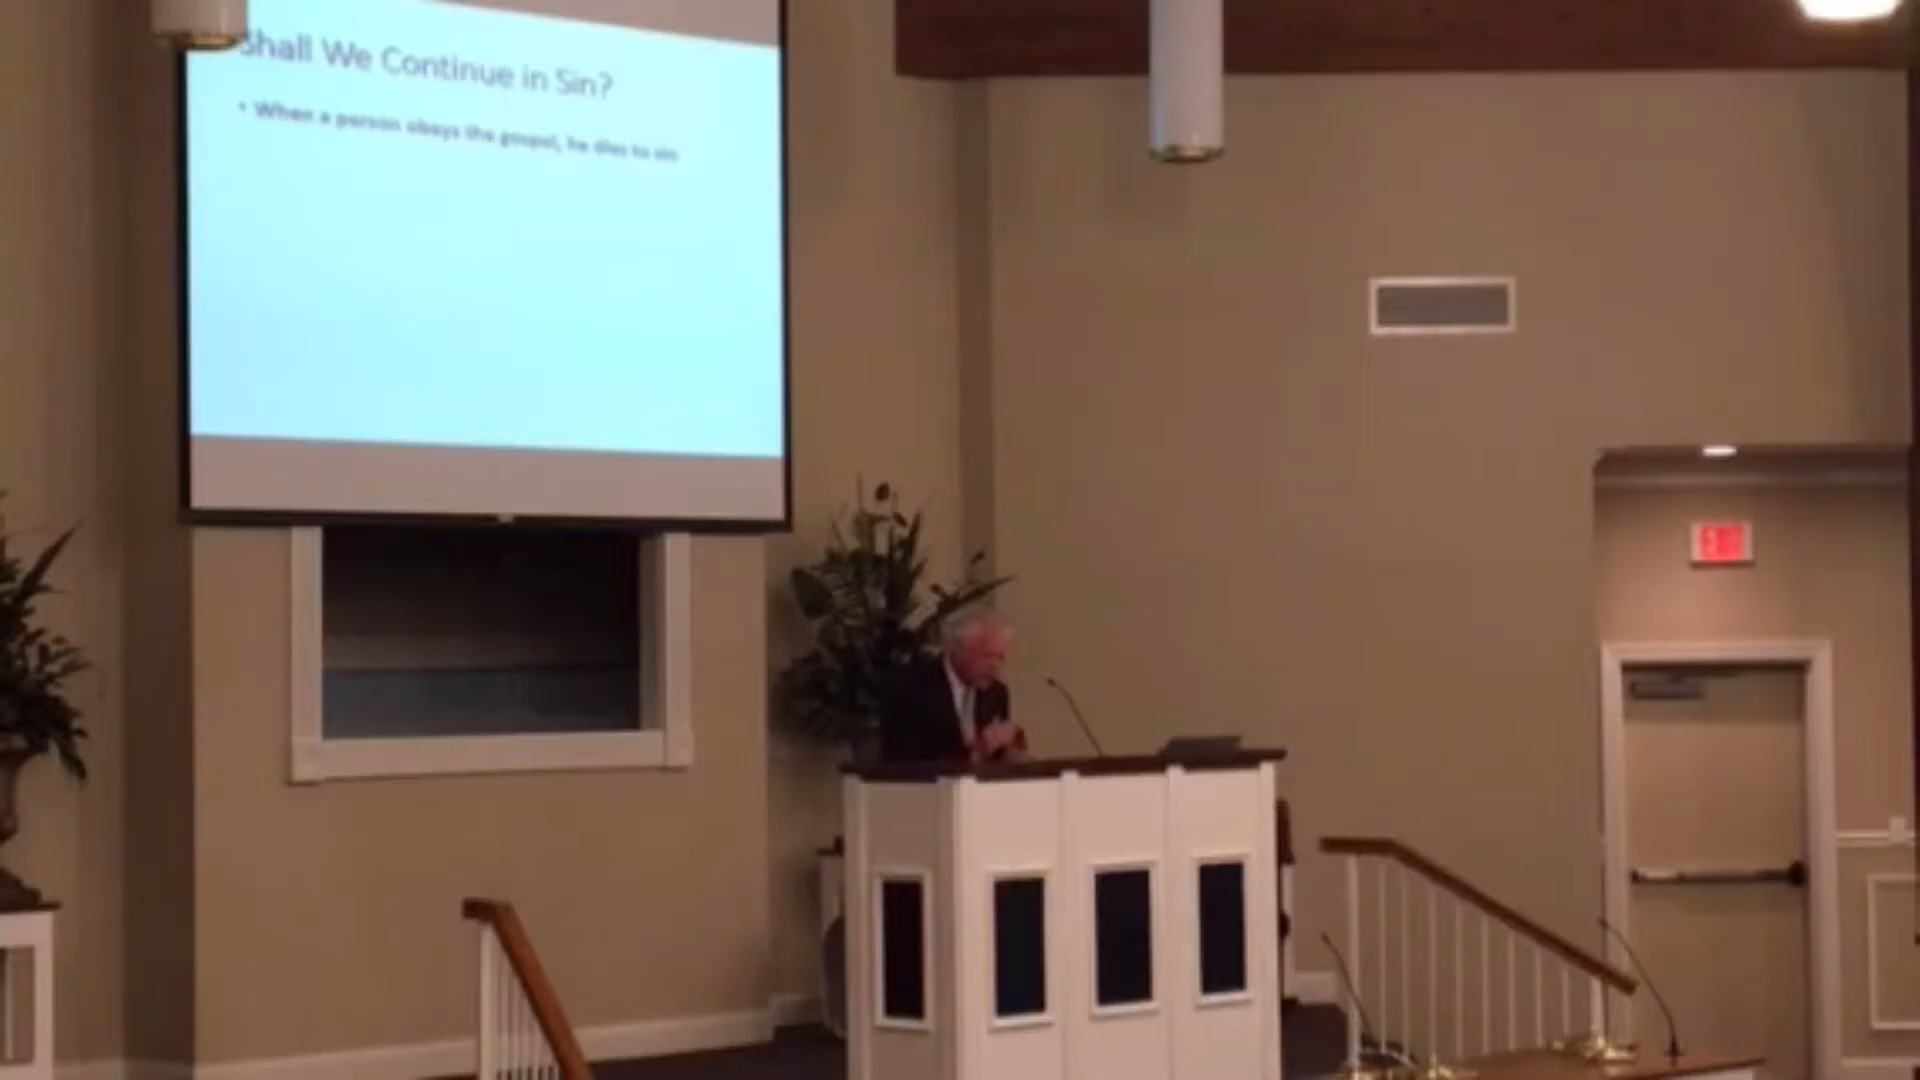 Shall We Continue in Sin?
• When a person obeys the gospel, he dies to sin
EXIT